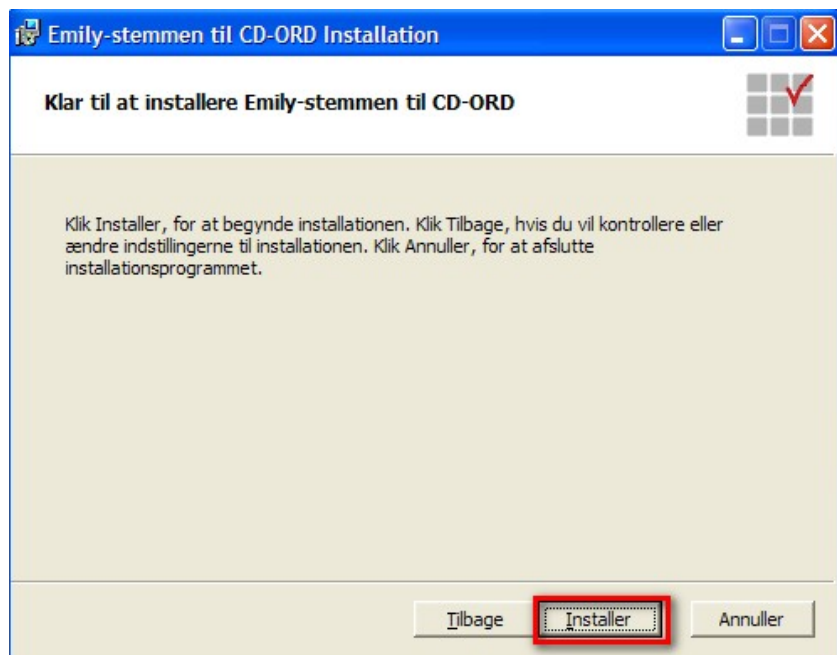 Emily-stemmen til CD-ORD Installation
Klar til at installere Emily-stemmen til CD-ORD
Klik Installer, for at begynde installationen. Klik Tilbage, hvis du vil kontrollere eller
ændre indstillingerne til installationen. Klik Annuller, for at afslutte
installationsprogrammet.
Tilbage Installer Annuller